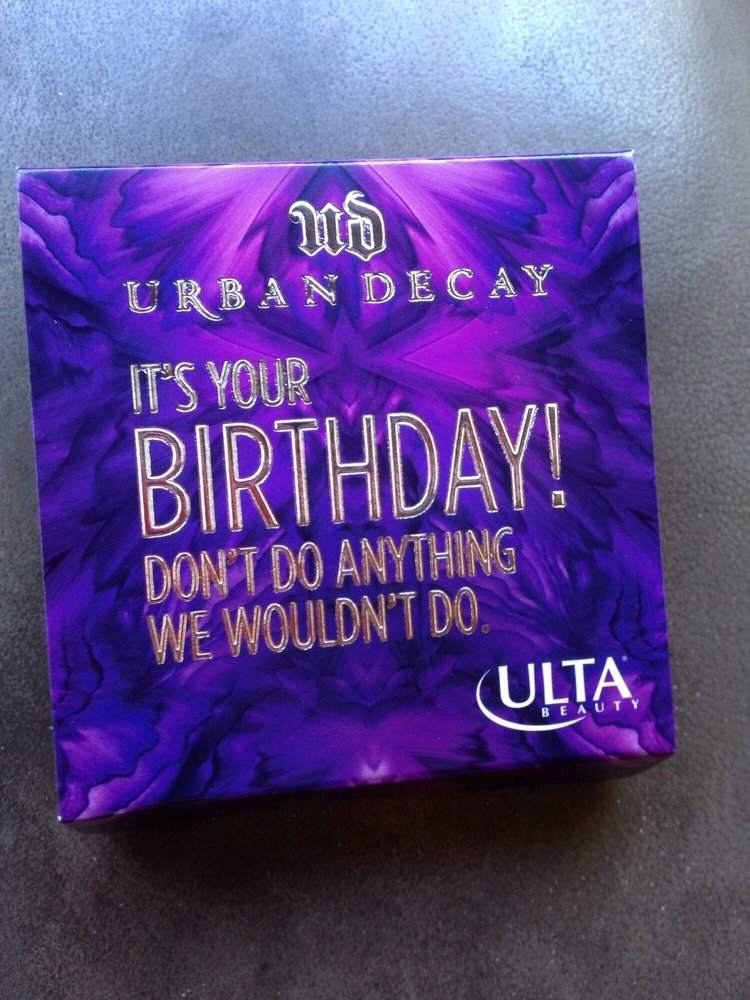 ud
URBAN DECAY
IT'S YOUR
BIRTHDAY!
DON'T DO ANYTHING
WE WOULDN'T DO.
ULTA®
BEAUTY